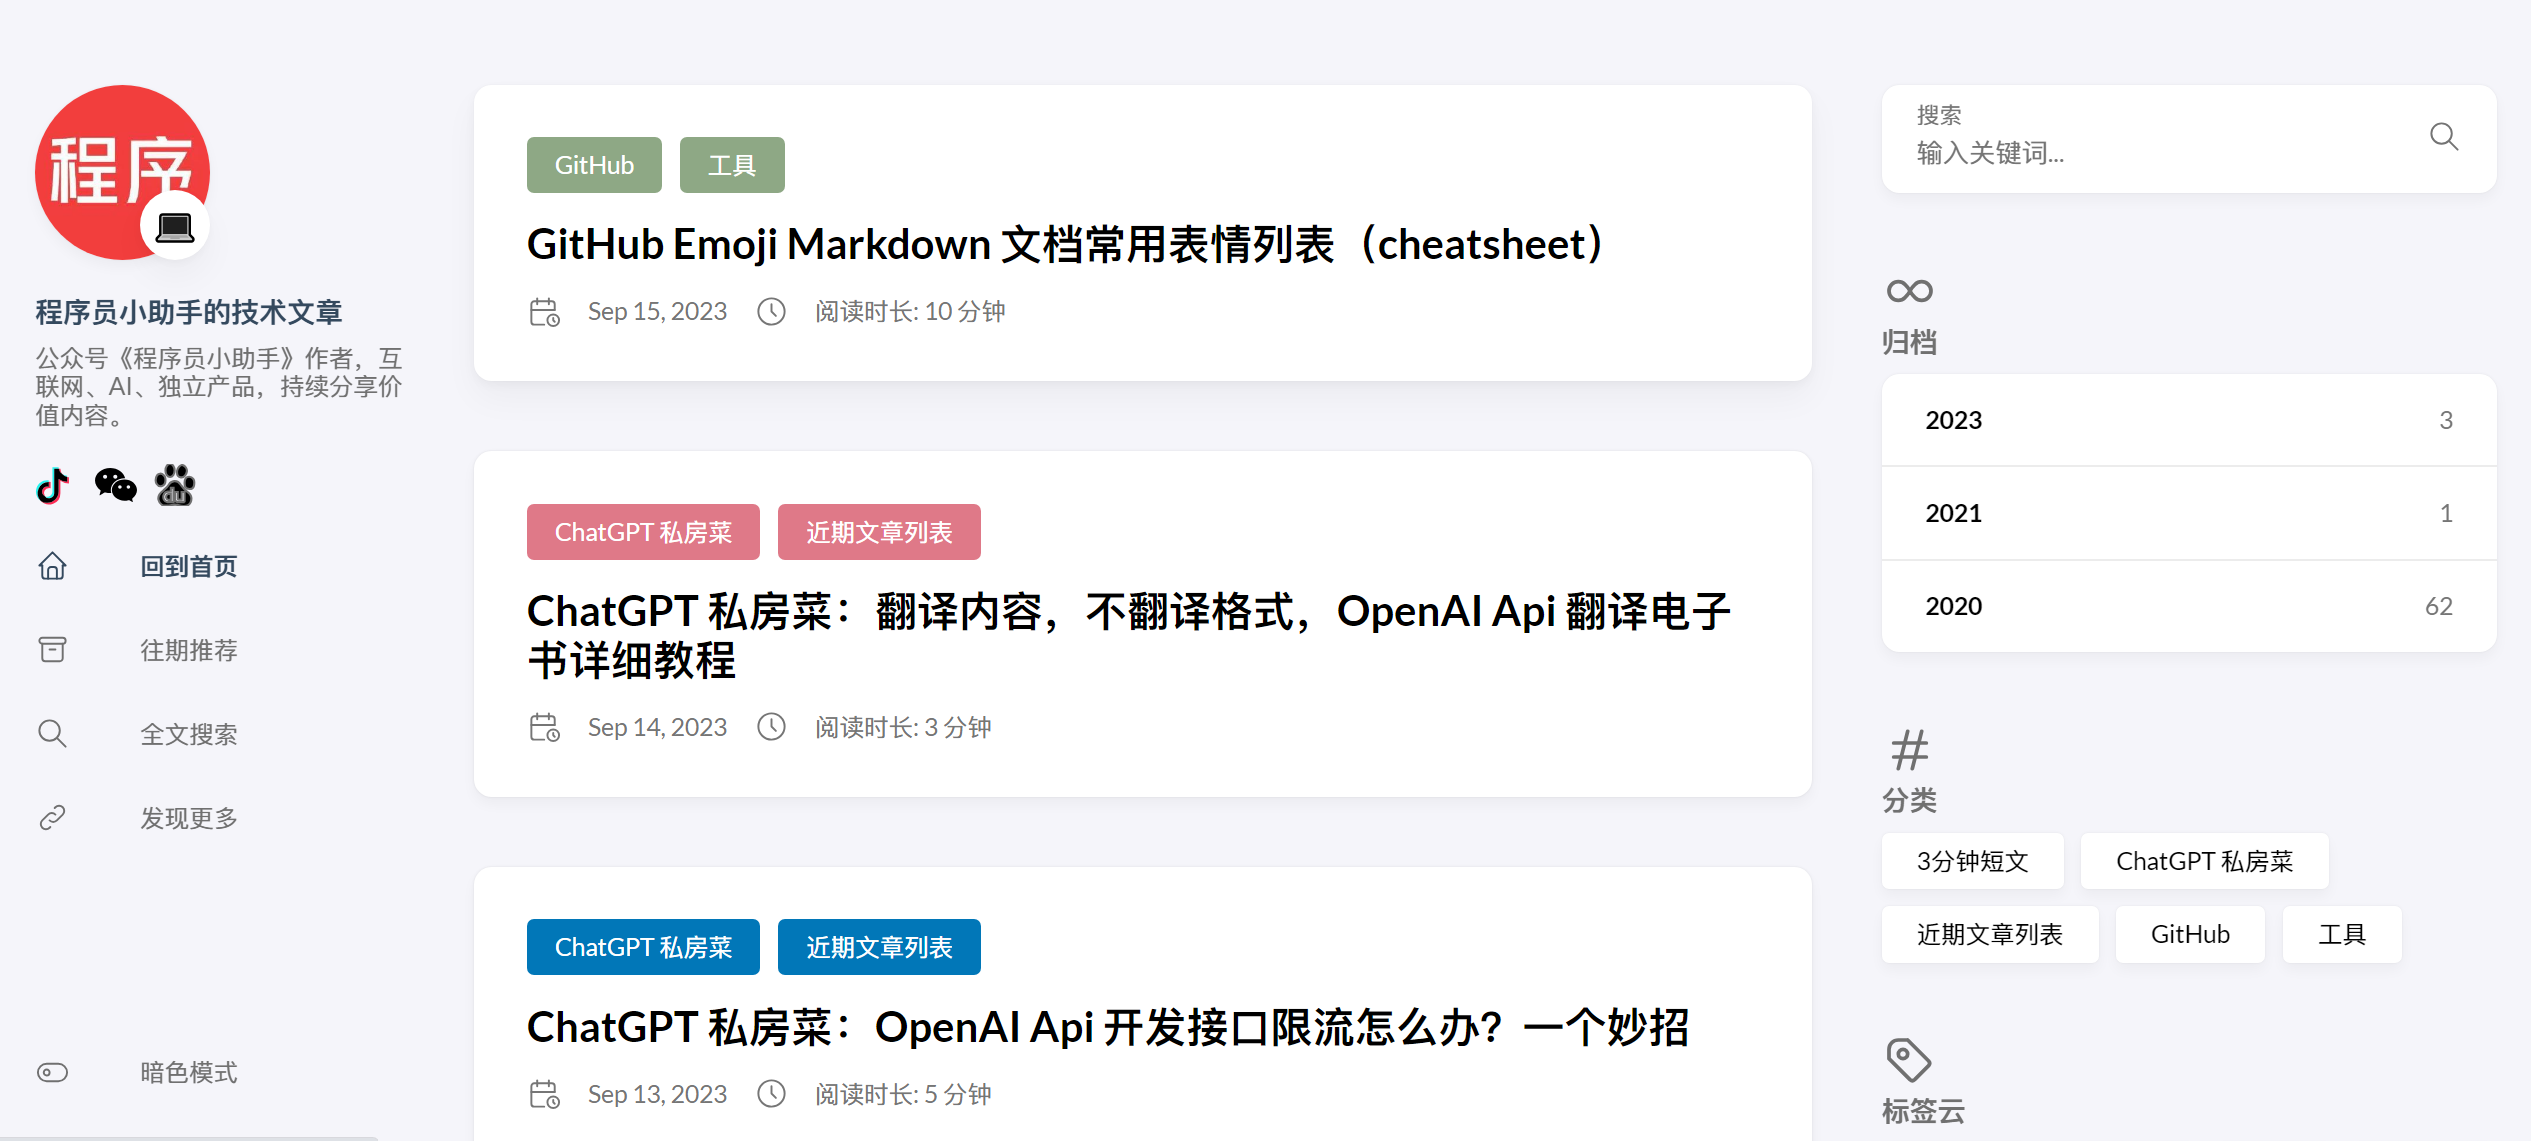 程序
程序员小助手的技术文章
公众号《程序员小助手》作者，互
联网、AI、独立产品，持续分享价
值内容。
du
回到首页
往期推荐
全文搜索
发现更多
暗色模式
GitHub 工具
GitHub Emoji Markdown 文档常用表情列表（cheatsheet）
Sep 15, 2023 阅读时长: 10 分钟
ChatGPT 私房菜 近期文章列表
ChatGPT 私房菜：翻译内容，不翻译格式，OpenAI Api 翻译电子
书详细教程
Sep 14, 2023 阅读时长: 3 分钟
ChatGPT 私房菜 近期文章列表
ChatGPT 私房菜：OpenAI Api 开发接口限流怎么办？一个妙招
Sep 13, 2023 阅读时长: 5 分钟
搜索
输入关键词...
归档
2023 3
2021 1
2020 62
分类
3分钟短文 ChatGPT 私房菜
近期文章列表 GitHub 工具
标签云